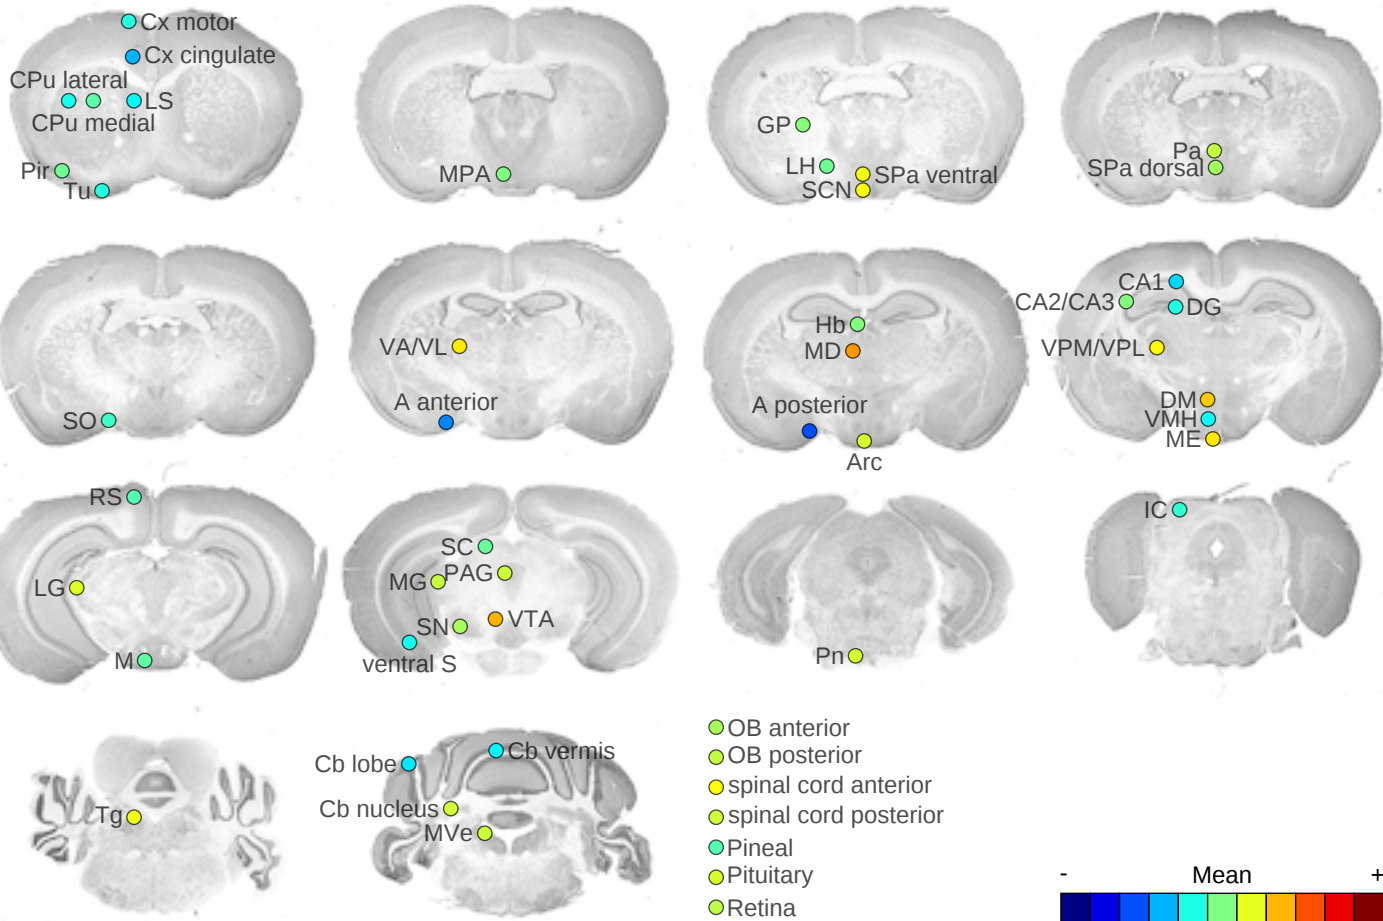 Cx motor
Cx cingulate
CPu lateral
LS
CPu medial
Pir
Tu
MPA
GP
LH
SPa ventral
SCN
Pa
SPa dorsal
SO
VA/VL
A anterior
Hb
MD
A posterior
Arc
CA1
CA2/CA3
DG
VPM/VPL
DM
VMH
ME
RS
LG
M
SC
PAG
MG
SN
VTA
ventral S
Pn
IC
Tg
Cb vermis
Cb lobe
Cb nucleus
MVe
OB anterior
OB posterior
spinal cord anterior
spinal cord posterior
Pineal
Pituitary
Retina
- Mean +